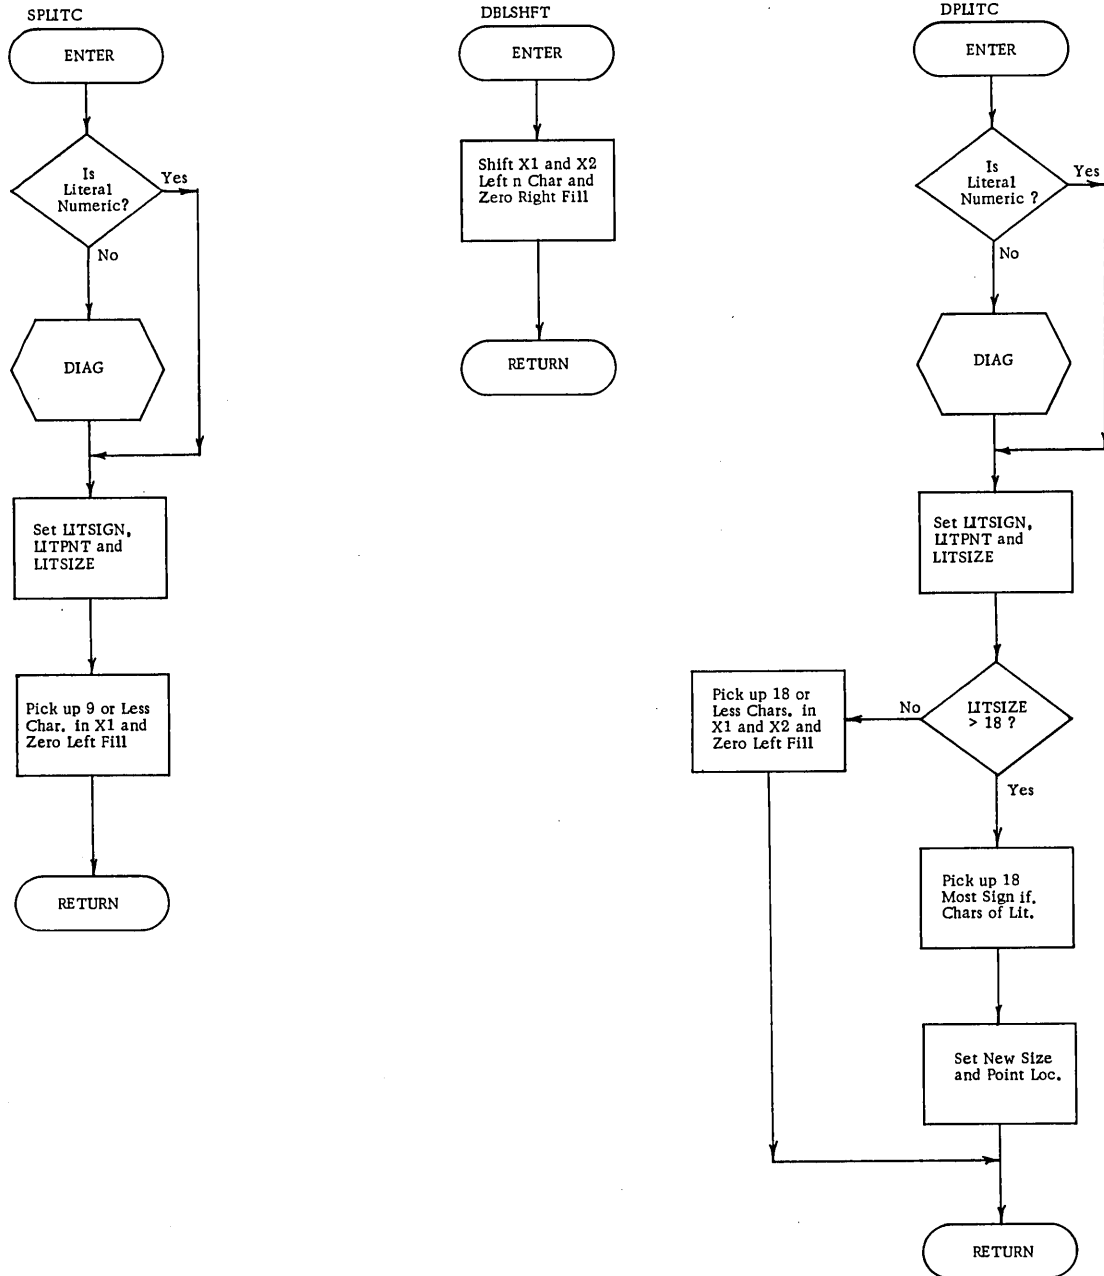 SPLITC
ENTER
Is
Literal
Numeric?
Yes
No
DIAG
Set LITSIGN,
LITPNT and
LITSIZE
Pick up 9 or Less
Char. in X1 and
Zero Left Fill
RETURN
DBLSHFT
ENTER
Shift X1 and X2
Left n Char and
Zero Right Fill
RETURN
DPLITC
ENTER
Is
Literal
Numeric ?
Yes
No
DIAG
Set LITSIGN,
LITPNT and
LITSIZE
LITSIZE
> 18 ?
No
Pick up 18 or
Less Chars. in
X1 and X2 and
Zero Left Fill
Yes
Pick up 18
Most Sign if.
Chars of Lit.
Set New Size
and Point Loc.
RETURN